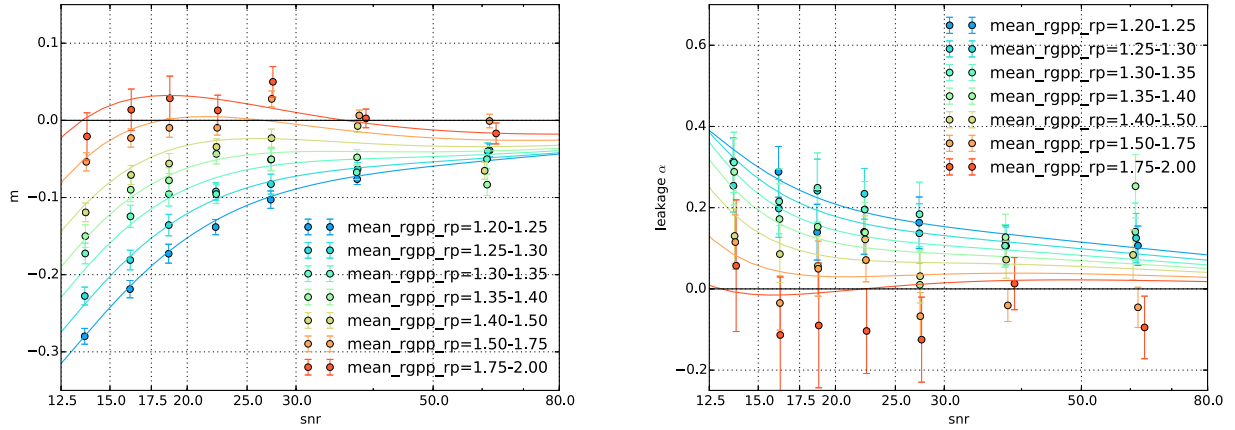 0.1
0.0
−0.1
−0.2
−0.3
m
12.5 15.0 17.5 20.0 30.0 50.0 80.0
snr
mean_rgpp_rp=1.20-1.25
mean_rgpp_rp=1.25-1.30
mean_rgpp_rp=1.30-1.35
mean_rgpp_rp=1.35-1.40
mean_rgpp_rp=1.40-1.50
mean_rgpp_rp=1.50-1.75
mean_rgpp_rp=1.75-2.00
0.6
0.4
0.2
0.0
−0.2
leakage α
12.5 15.0 17.5 20.0 30.0 50.0 80.0
snr
mean_rgpp_rp=1.20-1.25
mean_rgpp_rp=1.25-1.30
mean_rgpp_rp=1.30-1.35
mean_rgpp_rp=1.35-1.40
mean_rgpp_rp=1.40-1.50
mean_rgpp_rp=1.50-1.75
mean_rgpp_rp=1.75-2.00